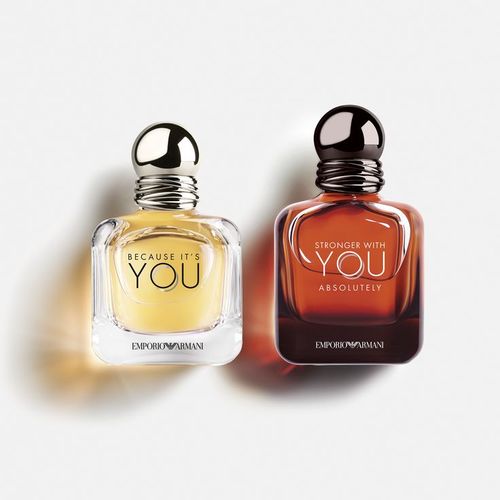 BECAUSE IT'S
YOU
EMPORIO ARMANI
STRONGER WITH
YOU
ABSOLUTELY
EMPORIO ARMANI